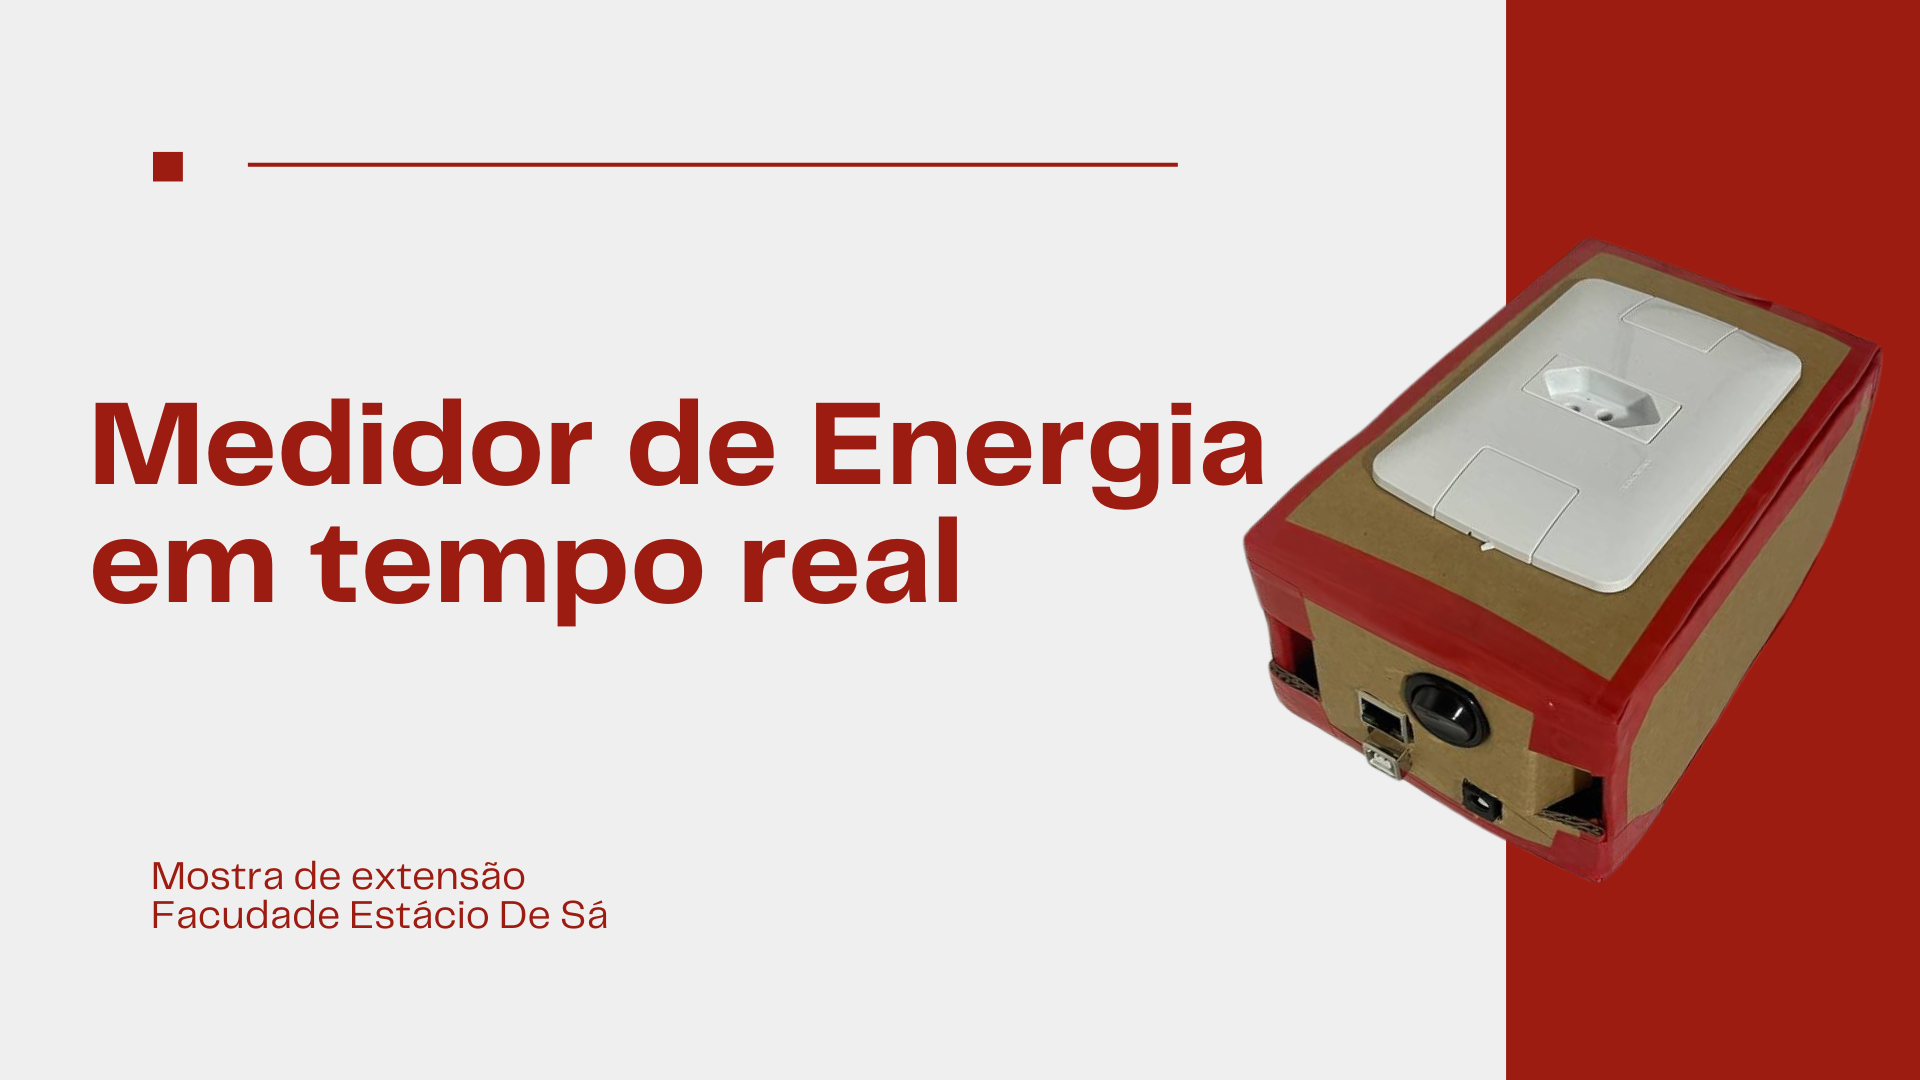 Medidor de Energia
em tempo real
Mostra de extensão
Facudade Estácio De Sá